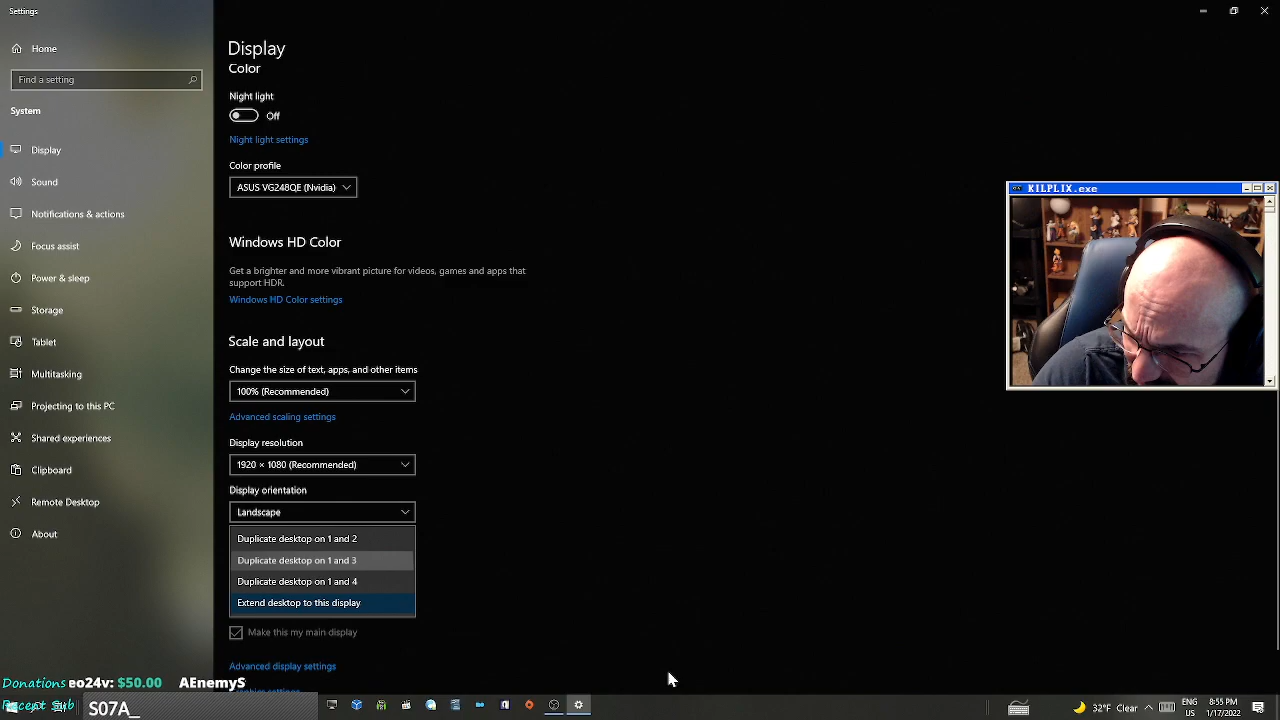 Settings
Home
Find a setting
System
Display
Sound
Notifications & actions
Focus assist
Power & sleep
Storage
Tablet
Multitasking
Projecting to this PC
Shared experiences
Clipboard
Remote Desktop
About
Display
Color
Night light
Off
Night light settings
Color profile
ASUS VG248QE (Nvidia)
Windows HD Color
Get a brighter and more vibrant picture for videos, games and apps that
support HDR.
Windows HD Color settings
Scale and layout
Change the size of text, apps, and other items
100% (Recommended)
Advanced scaling settings
Display resolution
1920 × 1080 (Recommended)
Display orientation
Landscape
Duplicate desktop on 1 and 2
Duplicate desktop on 1 and 3
Duplicate desktop on 1 and 4
Extend desktop to this display
Make this my main display
Advanced display settings
Graphics settings
KILPLIX.exe
Donations eo24v: $50.00 AEnemyS
Recent Sub S07A_
32°F Clear
ENG
US
8:55 PM
1/17/2022